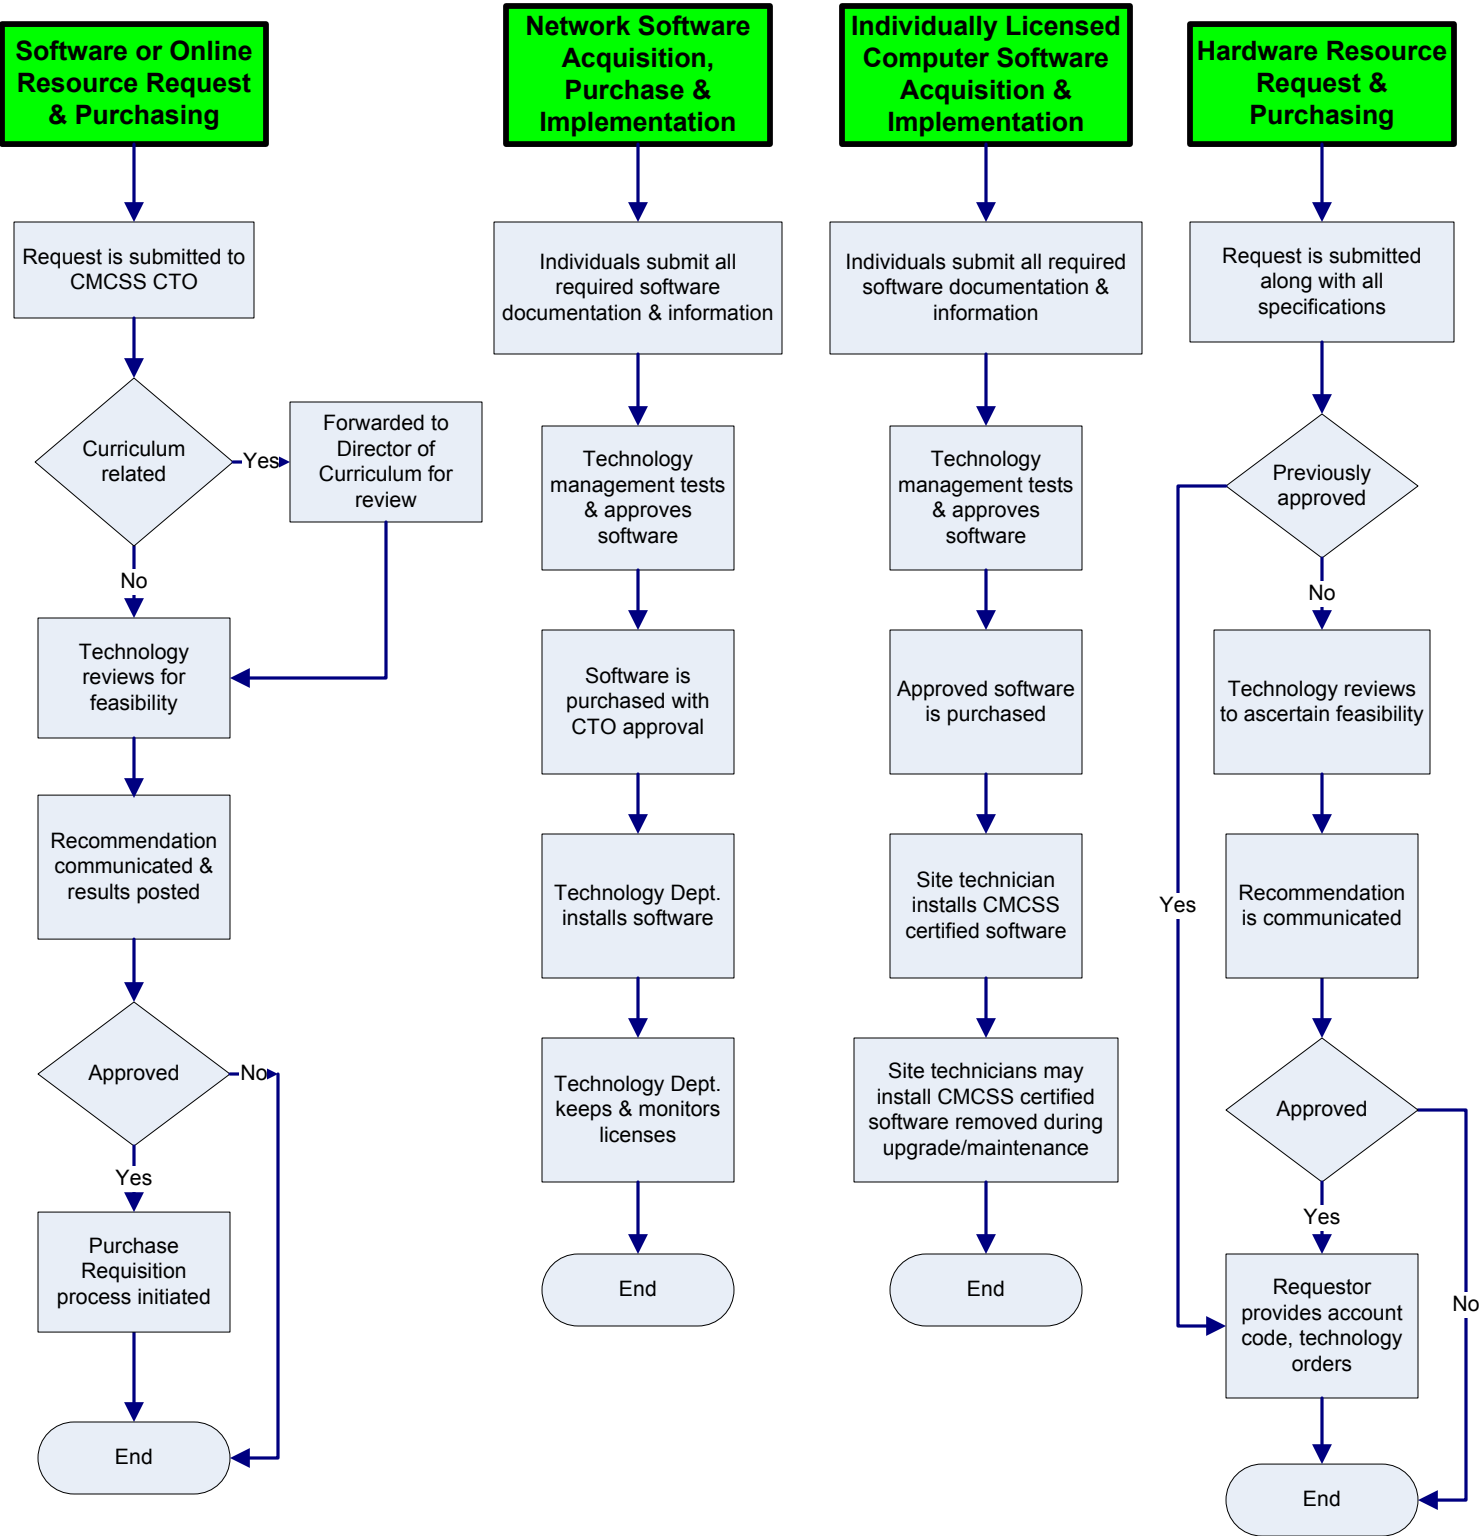 Software or Online
Resource Request
& Purchasing
Request is submitted to
CMCSS CTO
Curriculum
related
Yes
Forwarded to
Director of
Curriculum for
review
No
Technology
reviews for
feasibility
Recommendation
communicated &
results posted
Approved
No
Yes
Purchase
Requisition
process initiated
End
Network Software
Acquisition,
Purchase &
Implementation
Individuals submit all
required software
documentation & information
Technology
management tests
& approves
software
Software is
purchased with
CTO approval
Technology Dept.
installs software
Technology Dept.
keeps & monitors
licenses
End
Individually Licensed
Computer Software
Acquisition &
Implementation
Individuals submit all required
software documentation &
information
Technology
management tests
& approves
software
Approved software
is purchased
Site technician
installs CMCSS
certified software
Site technicians may
install CMCSS certified
software removed during
upgrade/maintenance
End
Hardware Resource
Request &
Purchasing
Request is submitted
along with all
specifications
Previously
approved
No
Yes
Technology reviews
to ascertain feasibility
Recommendation
is communicated
Approved
Yes
No
Requestor
provides account
code, technology
orders
End